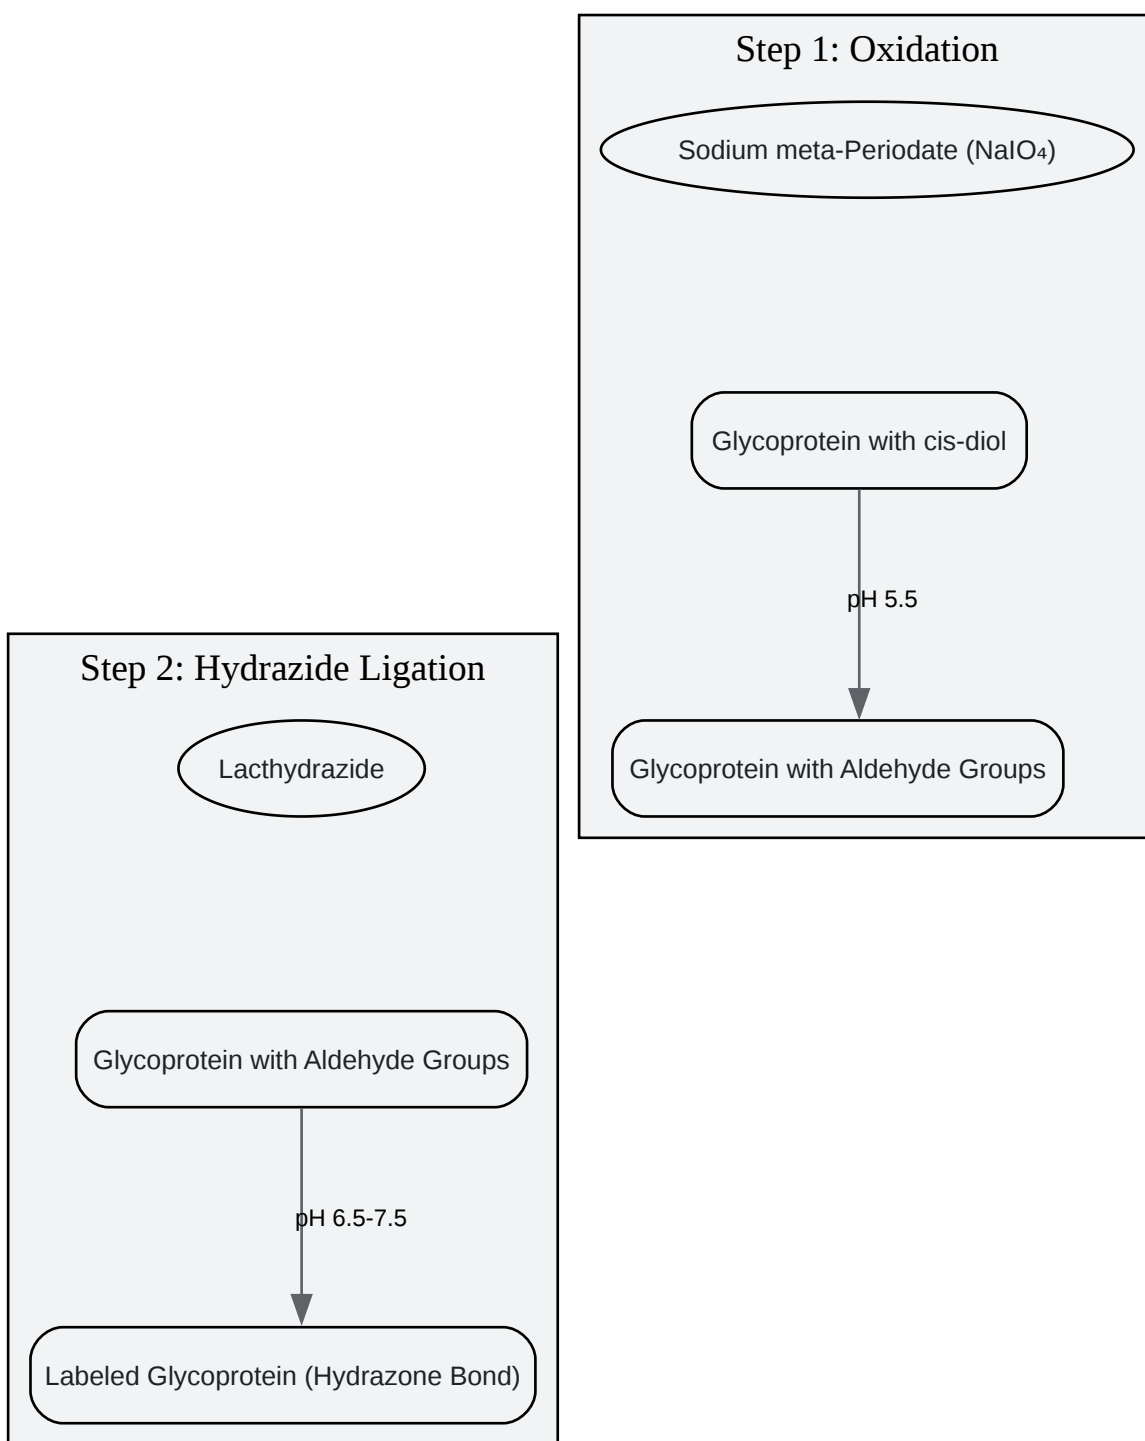 Step 1: Oxidation
Sodium meta-Periodate (NaIO₄)
Glycoprotein with cis-diol
pH 5.5
Glycoprotein with Aldehyde Groups
Step 2: Hydrazide Ligation
Lacthydrazide
Glycoprotein with Aldehyde Groups
pH 6.5-7.5
Labeled Glycoprotein (Hydrazone Bond)